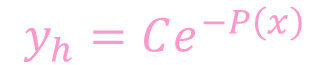 $y_h = Ce^{-P(x)}$